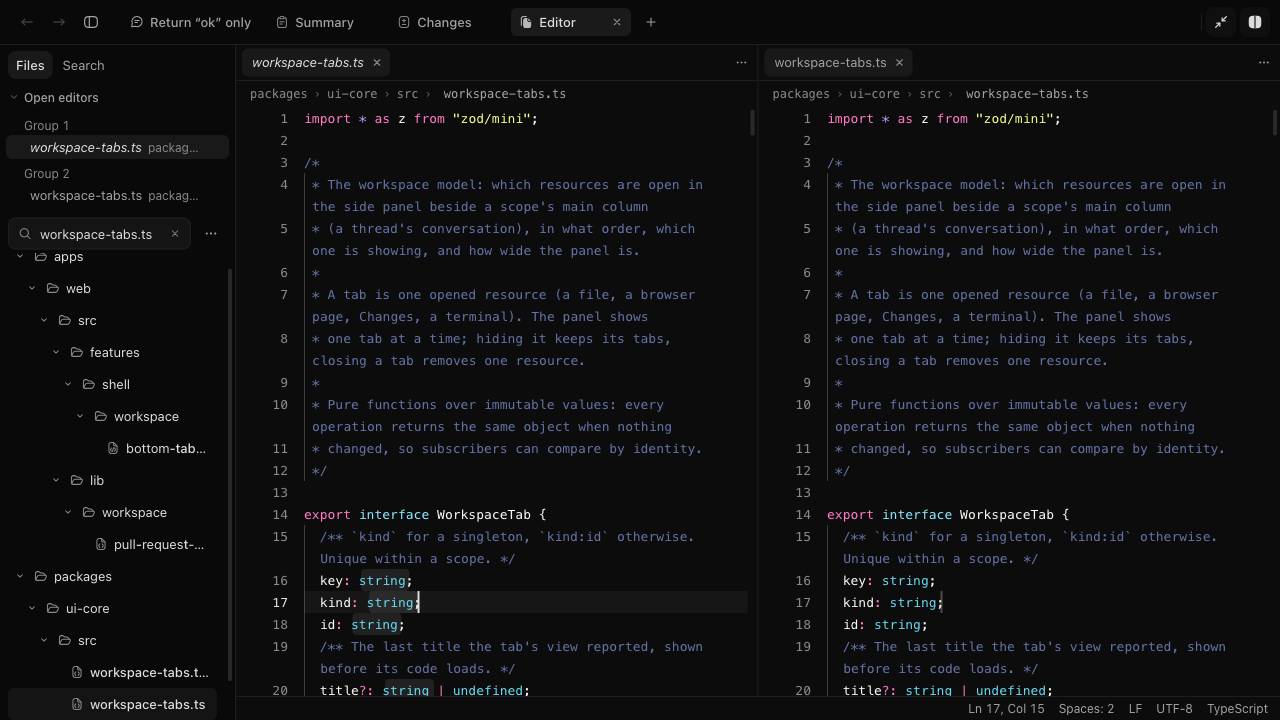 Return “ok” only
Summary
Changes
Editor
Files
Search
Open editors
Group 1
workspace-tabs.ts packag...
Group 2
workspace-tabs.ts packag...
workspace-tabs.ts
apps
web
src
features
shell
workspace
bottom-tab...
lib
workspace
pull-request-...
packages
ui-core
src
workspace-tabs.t...
workspace-tabs.ts
workspace-tabs.ts
packages › ui-core › src › workspace-tabs.ts
1 import * as z from "zod/mini";
2
3 /*
4 * The workspace model: which resources are open in
the side panel beside a scope's main column
5 * (a thread's conversation), in what order, which
one is showing, and how wide the panel is.
6 *
7 * A tab is one opened resource (a file, a browser
page, Changes, a terminal). The panel shows
8 * one tab at a time; hiding it keeps its tabs,
closing a tab removes one resource.
9 *
10 * Pure functions over immutable values: every
operation returns the same object when nothing
11 * changed, so subscribers can compare by identity.
12 */
13
14 export interface WorkspaceTab {
15 /** `kind` for a singleton, `kind:id` otherwise.
Unique within a scope. */
16 key: string;
17 kind: string;
18 id: string;
19 /** The last title the tab's view reported, shown
before its code loads. */
20 title?: string | undefined;
workspace-tabs.ts
packages › ui-core › src › workspace-tabs.ts
1 import * as z from "zod/mini";
2
3 /*
4 * The workspace model: which resources are open in
the side panel beside a scope's main column
5 * (a thread's conversation), in what order, which
one is showing, and how wide the panel is.
6 *
7 * A tab is one opened resource (a file, a browser
page, Changes, a terminal). The panel shows
8 * one tab at a time; hiding it keeps its tabs,
closing a tab removes one resource.
9 *
10 * Pure functions over immutable values: every
operation returns the same object when nothing
11 * changed, so subscribers can compare by identity.
12 */
13
14 export interface WorkspaceTab {
15 /** `kind` for a singleton, `kind:id` otherwise.
Unique within a scope. */
16 key: string;
17 kind: string;
18 id: string;
19 /** The last title the tab's view reported, shown
before its code loads. */
20 title?: string | undefined;
Ln 17, Col 15 Spaces: 2 LF UTF-8 TypeScript